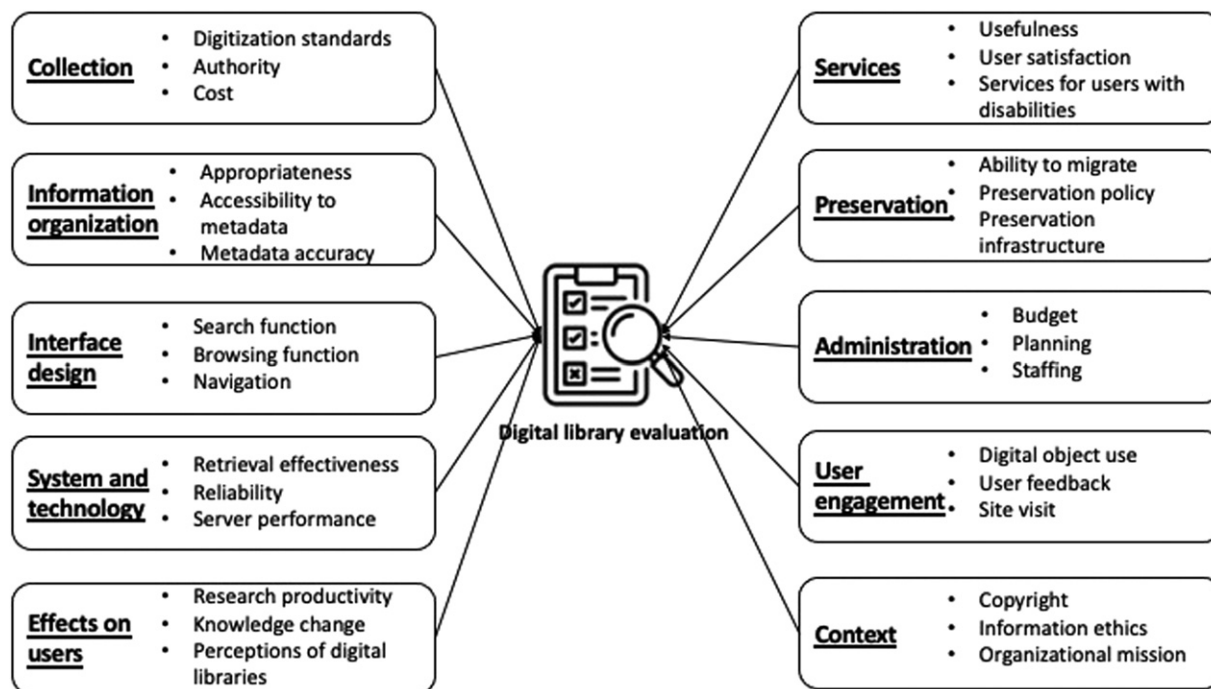 Collection
• Digitization standards
• Authority
• Cost
Information
organization
• Appropriateness
• Accessibility to
metadata
• Metadata accuracy
Interface
design
• Search function
• Browsing function
• Navigation
System and
technology
• Retrieval effectiveness
• Reliability
• Server performance
Effects on
users
• Research productivity
• Knowledge change
• Perceptions of digital
libraries
Digital library evaluation
Services
• Usefulness
• User satisfaction
• Services for users with
disabilities
Preservation
• Ability to migrate
• Preservation policy
• Preservation
infrastructure
Administration
• Budget
• Planning
• Staffing
User
engagement
• Digital object use
• User feedback
• Site visit
Context
• Copyright
• Information ethics
• Organizational mission